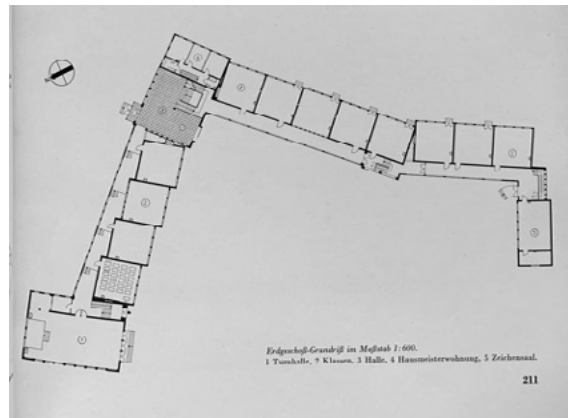 Erdgeschoß-Grundriß im Maßstab 1:600.
1 Turnhalle, 2 Klassen, 3 Halle, 4 Hausmeisterwohnung, 5 Zeichensaal.
211